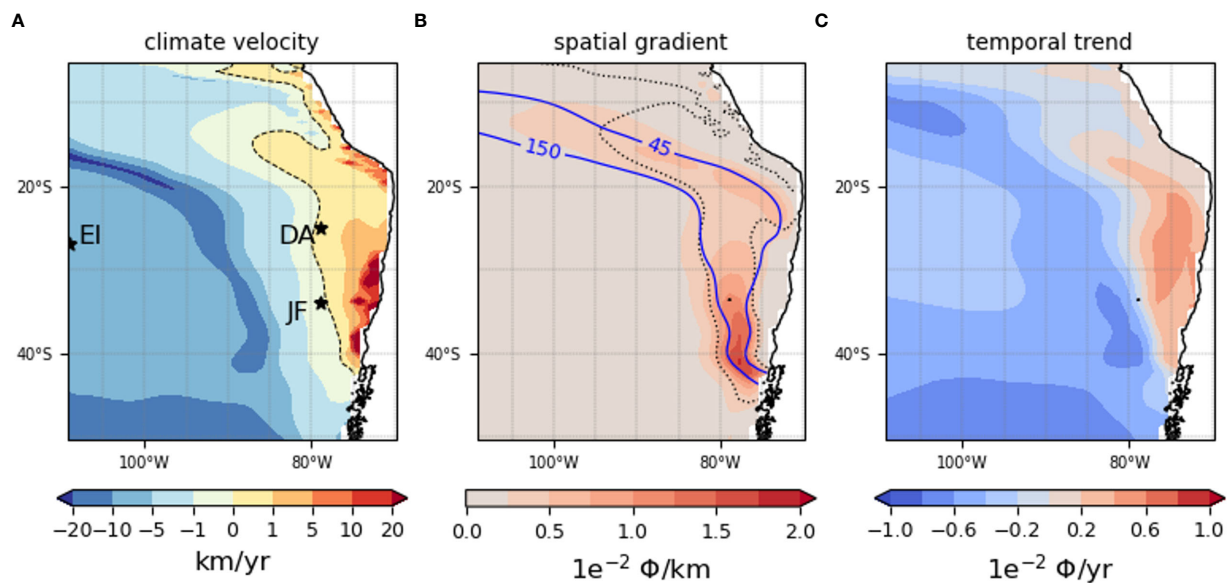 A
B
C
climate velocity
spatial gradient
temporal trend
20°S
40°S
EI
DA
JF
100°W
80°W
150
45
100°W
80°W
20°S
40°S
100°W
80°W
−20 −10 −5 −1 0 1 5 10 20
km/yr
0.0 0.5 1.0 1.5 2.0
1e⁻² Φ/km
−1.0 −0.6 −0.2 0.2 0.6 1.0
1e⁻² Φ/yr